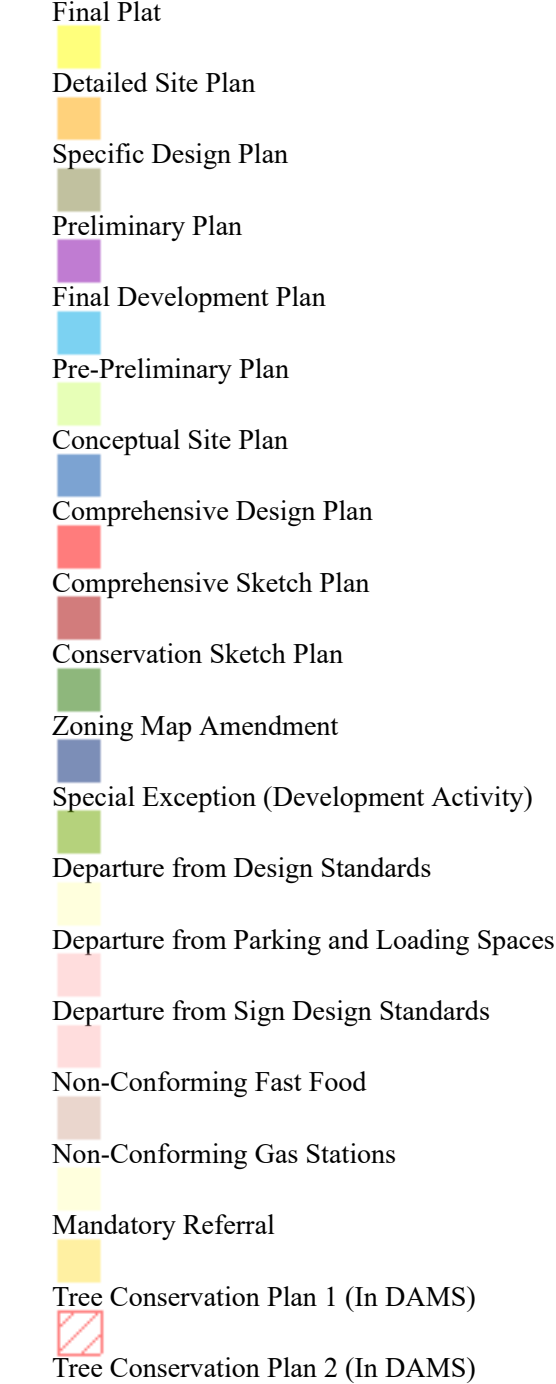 Final Plat
Detailed Site Plan
Specific Design Plan
Preliminary Plan
Final Development Plan
Pre-Preliminary Plan
Conceptual Site Plan
Comprehensive Design Plan
Comprehensive Sketch Plan
Conservation Sketch Plan
Zoning Map Amendment
Special Exception (Development Activity)
Departure from Design Standards
Departure from Parking and Loading Spaces
Departure from Sign Design Standards
Non-Conforming Fast Food
Non-Conforming Gas Stations
Mandatory Referral
Tree Conservation Plan 1 (In DAMS)
Tree Conservation Plan 2 (In DAMS)